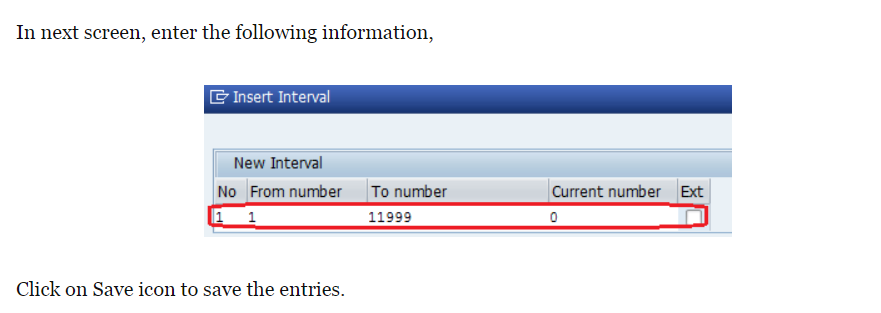 In next screen, enter the following information,
Insert Interval
New Interval
No From number To number Current number Ext
1 1 11999 0
Click on Save icon to save the entries.